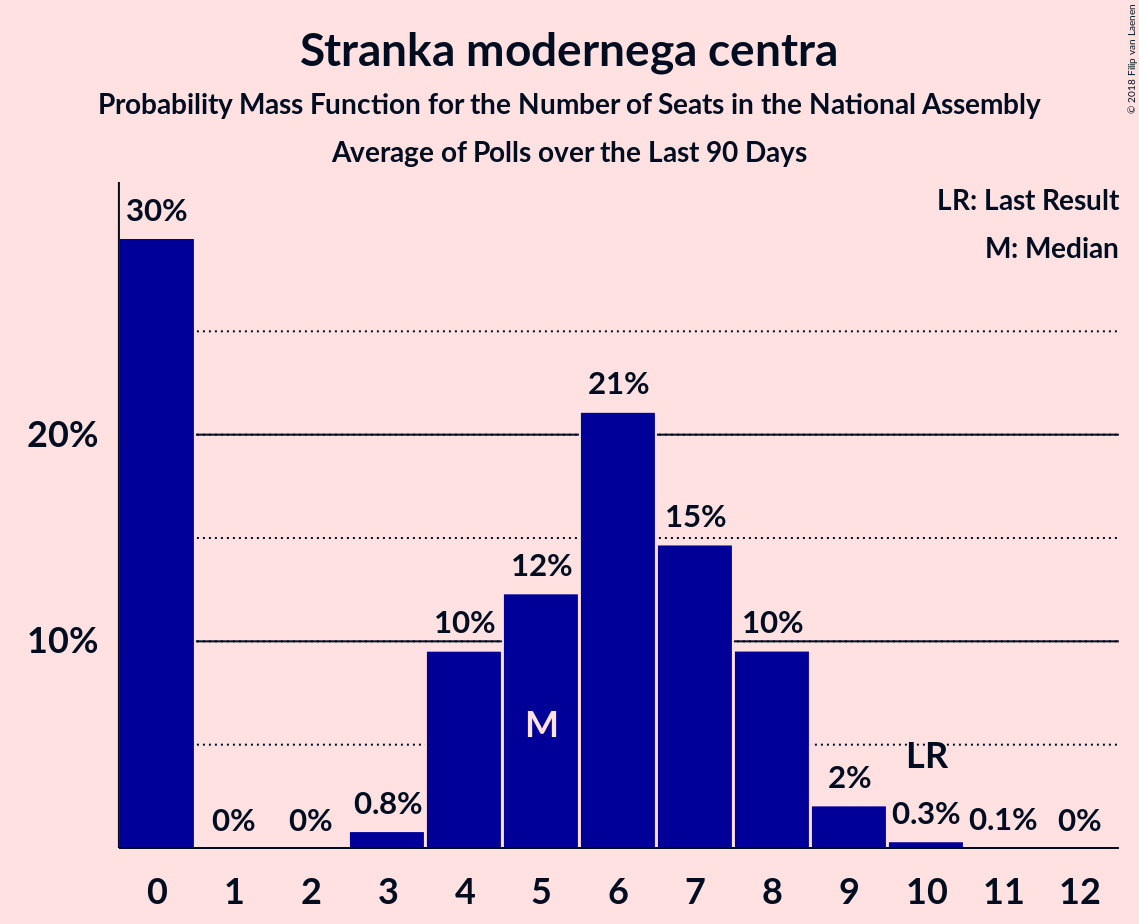 Stranka modernega centra
Probability Mass Function for the Number of Seats in the National Assembly
Average of Polls over the Last 90 Days
© 2018 Filip van Laenen
LR: Last Result
M: Median
30%
21%
20%
15%
12%
10%
10%
10%
M
LR
2%
0.8%
0.3%
0.1%
0%
0%
0%
0 1 2 3 4 5 6 7 8 9 10 11 12